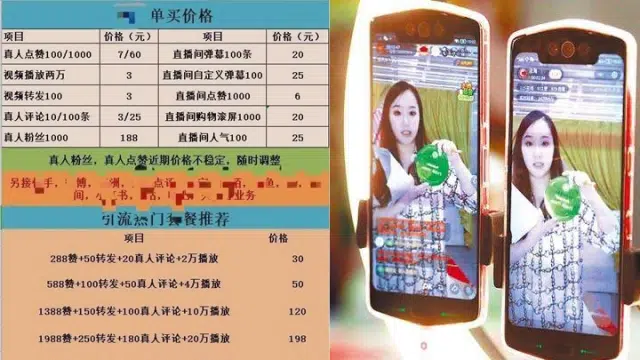 单买价格
项目 价格（元） 项目 价格（元）
真人点赞100/1000 7/60 直播间弹幕100条 20
视频播放两万 3 直播间自定义弹幕100 25
视频转发100 3 直播间点赞1000 6
真人评论10/100条 3/25 直播间购物滚屏1000 20
真人粉丝1000 188 直播间人气100 25
真人粉丝，真人点赞近期价格不稳定，随时调整
另接快手，
业务
引流热门套餐推荐
项目 价格
288赞+50转发+20真人评论+2万播放 30
588赞+100转发+50真人评论+4万播放 60
1388赞+150转发+100真人评论+10万播放 120
1988赞+250转发+180真人评论+20万播放 198